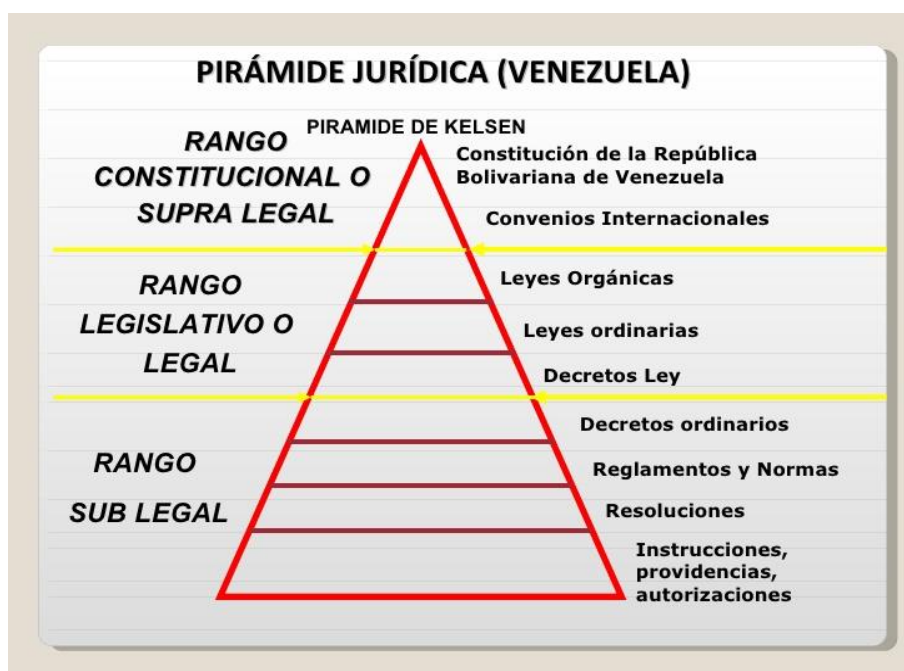 PIRÁMIDE JURÍDICA (VENEZUELA)
PIRAMIDE DE KELSEN
RANGO
CONSTITUCIONAL O
SUPRA LEGAL
Constitución de la República
Bolivariana de Venezuela
Convenios Internacionales
RANGO
LEGISLATIVO O
LEGAL
Leyes Orgánicas
Leyes ordinarias
Decretos Ley
RANGO
SUB LEGAL
Decretos ordinarios
Reglamentos y Normas
Resoluciones
Instrucciones,
providencias,
autorizaciones